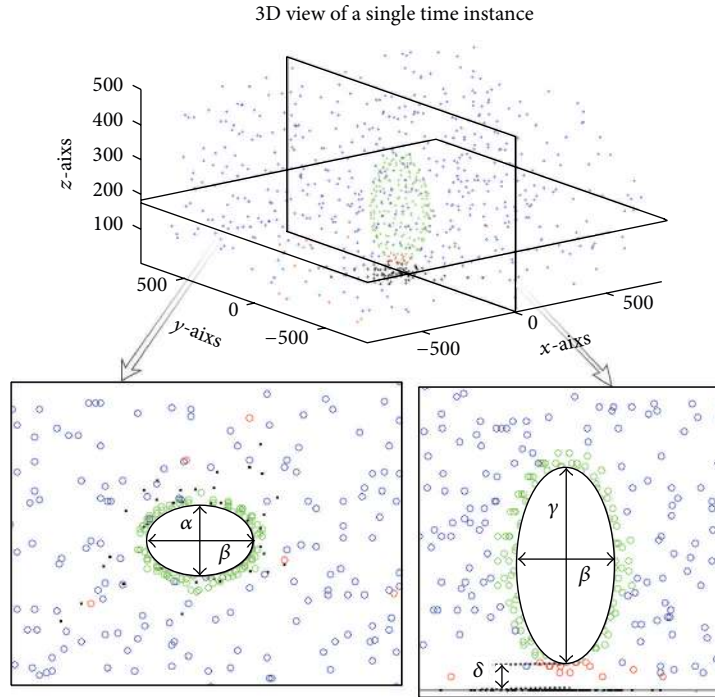 3D view of a single time instance
500
400
300
200
100
z-aixs
500
0
−500
y-aixs
−500
0
500
x-aixs
α
β
γ
β
δ